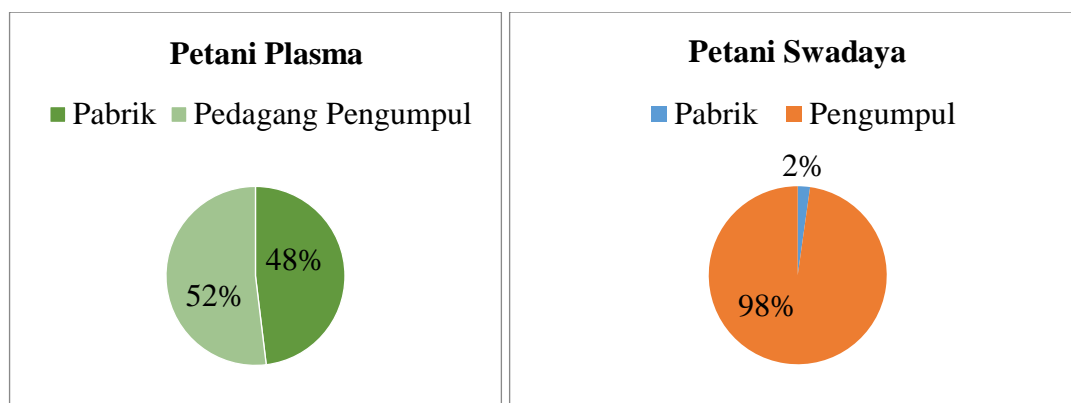 Petani Plasma
Pabrik Pedagang Pengumpul
48%
52%
Petani Swadaya
Pabrik Pengumpul
2%
98%